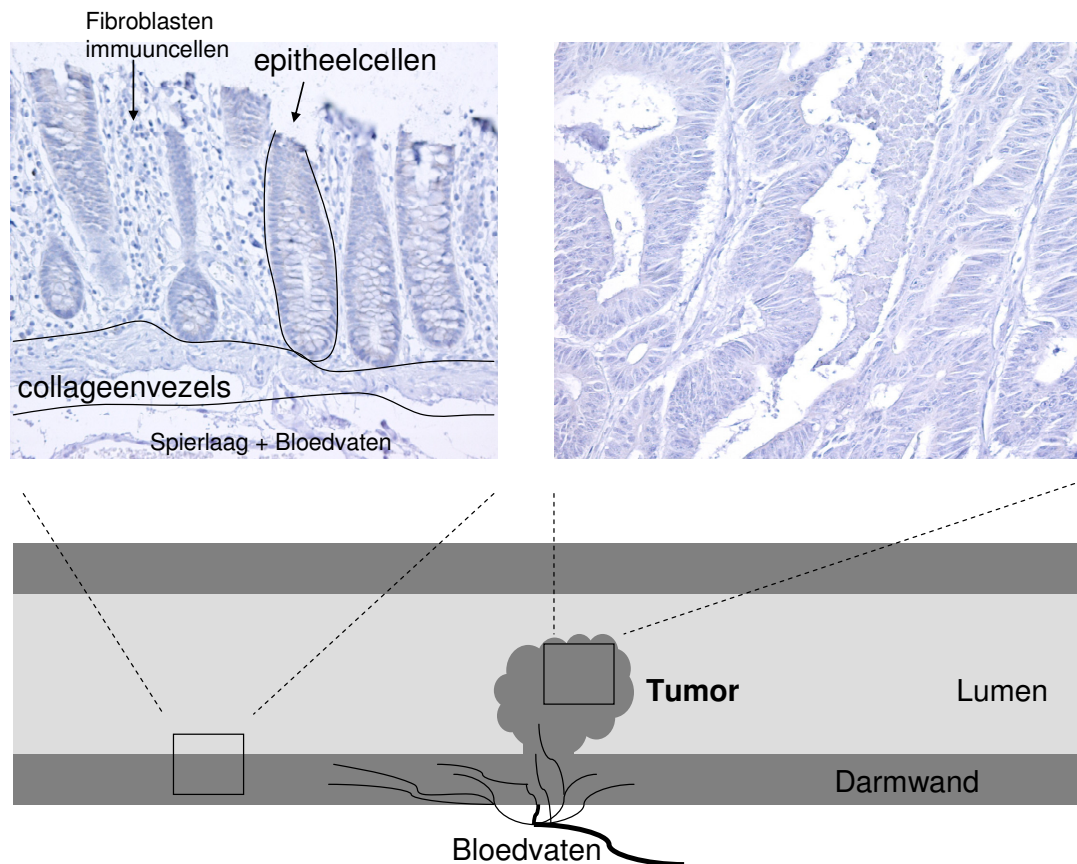 Fibroblasten
immuuncellen
epitheelcellen
collageenvezels
Spierlaag + Bloedvaten
Tumor
Lumen
Darmwand
Bloedvaten